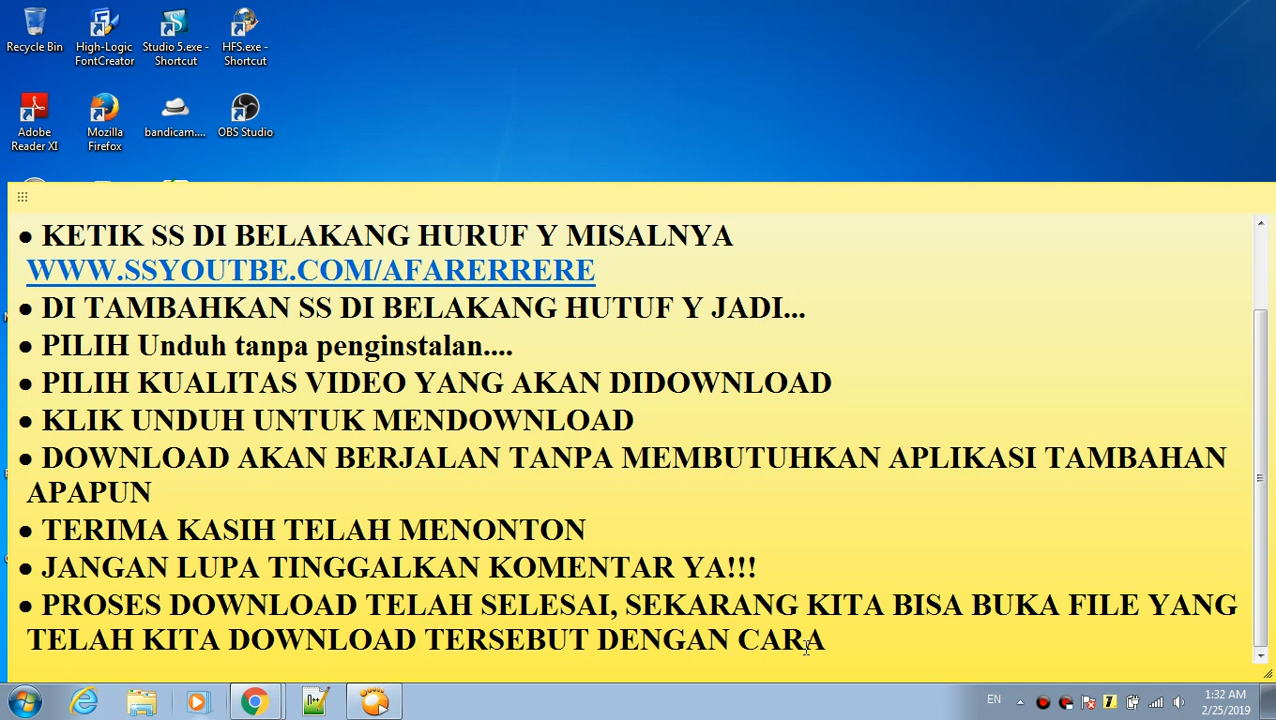 Recycle Bin
High-Logic FontCreator
Studio 5.exe - Shortcut
HFS.exe - Shortcut
Adobe Reader XI
Mozilla Firefox
bandicam....
OBS Studio
• KETIK SS DI BELAKANG HURUF Y MISALNYA
WWW.SSYOUTBE.COM/AFARERRERE
• DI TAMBAHKAN SS DI BELAKANG HUTUF Y JADI...
• PILIH Unduh tanpa penginstalan....
• PILIH KUALITAS VIDEO YANG AKAN DIDOWNLOAD
• KLIK UNDUH UNTUK MENDOWNLOAD
• DOWNLOAD AKAN BERJALAN TANPA MEMBUTUHKAN APLIKASI TAMBAHAN
APAPUN
• TERIMA KASIH TELAH MENONTON
• JANGAN LUPA TINGGALKAN KOMENTAR YA!!!
• PROSES DOWNLOAD TELAH SELESAI, SEKARANG KITA BISA BUKA FILE YANG
TELAH KITA DOWNLOAD TERSEBUT DENGAN CARA
EN
1:32 AM
2/25/2019